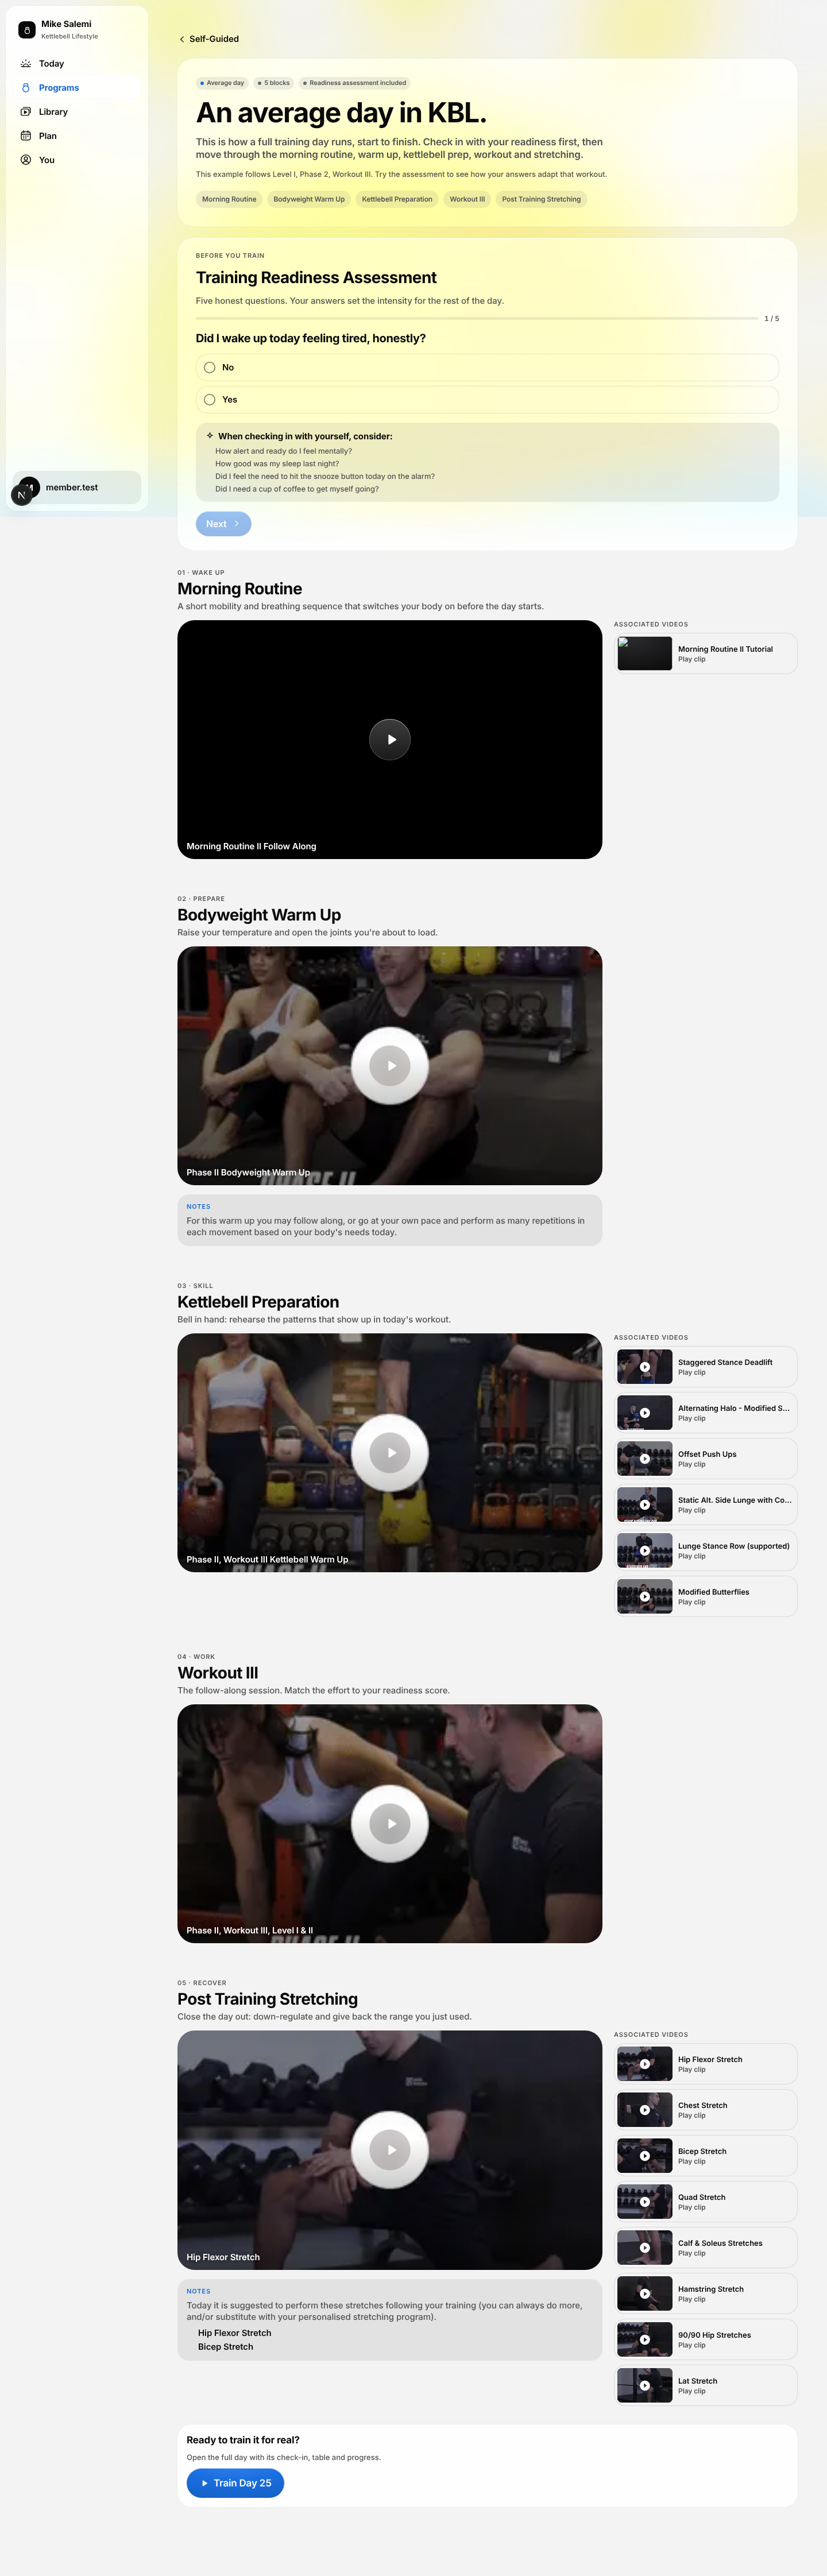 Mike Salemi
Kettlebell Lifestyle
Today
Programs
Library
Plan
You
member.test
N
Self-Guided
Average day
5 blocks
Readiness assessment included
An average day in KBL.
This is how a full training day runs, start to finish. Check in with your readiness first, then
move through the morning routine, warm up, kettlebell prep, workout and stretching.
This example follows Level I, Phase 2, Workout III. Try the assessment to see how your answers adapt that workout.
Morning Routine
Bodyweight Warm Up
Kettlebell Preparation
Workout III
Post Training Stretching
BEFORE YOU TRAIN
Training Readiness Assessment
Five honest questions. Your answers set the intensity for the rest of the day.
1 / 5
Did I wake up today feeling tired, honestly?
No
Yes
When checking in with yourself, consider:
How alert and ready do I feel mentally?
How good was my sleep last night?
Did I feel the need to hit the snooze button today on the alarm?
Did I need a cup of coffee to get myself going?
Next
01 · WAKE UP
Morning Routine
A short mobility and breathing sequence that switches your body on before the day starts.
Morning Routine II Follow Along
ASSOCIATED VIDEOS
Morning Routine II Tutorial
Play clip
02 · PREPARE
Bodyweight Warm Up
Raise your temperature and open the joints you're about to load.
Phase II Bodyweight Warm Up
PHASE II
NOTES
For this warm up you may follow along, or go at your own pace and perform as many repetitions in
each movement based on your body's needs today.
03 · SKILL
Kettlebell Preparation
Bell in hand: rehearse the patterns that show up in today's workout.
Phase II, Workout III Kettlebell Warm Up
PHASE II
ASSOCIATED VIDEOS
Staggered Stance Deadlift
Play clip
Alternating Halo - Modified S...
Play clip
Offset Push Ups
Play clip
Static Alt. Side Lunge with Co...
Play clip
Lunge Stance Row (supported)
Play clip
Modified Butterflies
Play clip
04 · WORK
Workout III
The follow-along session. Match the effort to your readiness score.
Phase II, Workout III, Level I & II
PHASE II
05 · RECOVER
Post Training Stretching
Close the day out: down-regulate and give back the range you just used.
Hip Flexor Stretch
NOTES
Today it is suggested to perform these stretches following your training (you can always do more,
and/or substitute with your personalised stretching program).
Hip Flexor Stretch
Bicep Stretch
ASSOCIATED VIDEOS
Hip Flexor Stretch
Play clip
Chest Stretch
Play clip
Bicep Stretch
Play clip
Quad Stretch
Play clip
Calf & Soleus Stretches
Play clip
Hamstring Stretch
Play clip
90/90 Hip Stretches
Play clip
Lat Stretch
Play clip
Ready to train it for real?
Open the full day with its check-in, table and progress.
Train Day 25